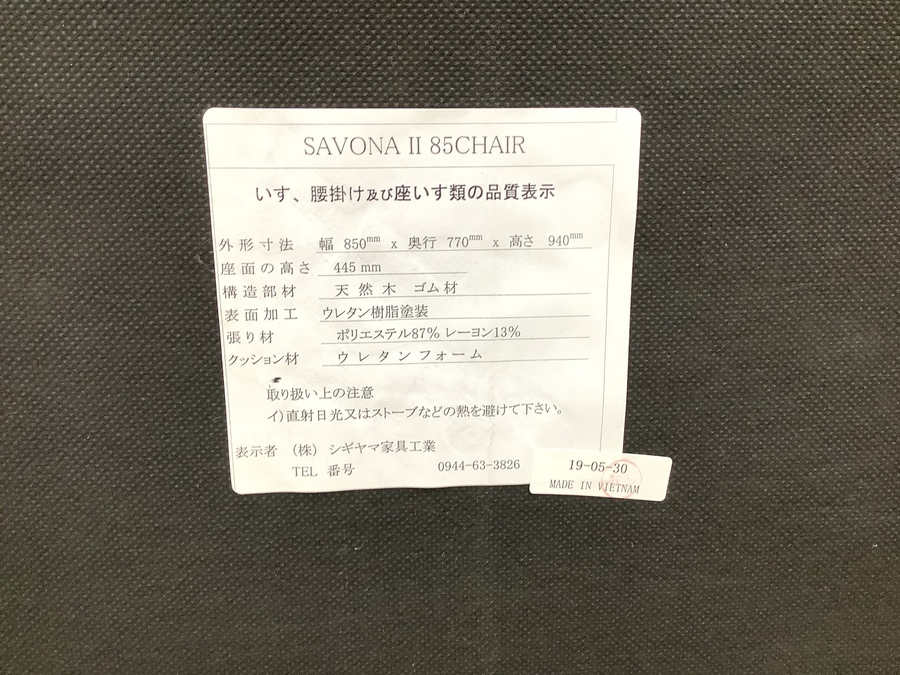 SAVONA II 85CHAIR
いす、腰掛け及び座いす類の品質表示
外形寸法 幅 850mm x 奥行 770mm x 高さ 940mm
座面の高さ 445 mm
構造部材 天然木 ゴム材
表面加工 ウレタン樹脂塗装
張り材 ポリエステル87% レーヨン13%
クッション材 ウレタンフォーム
取り扱い上の注意
イ)直射日光又はストーブなどの熱を避けて下さい。
表示者 (株) シギヤマ家具工業
TEL 番号 0944-63-3826
19-05-30
MADE IN VIETNAM